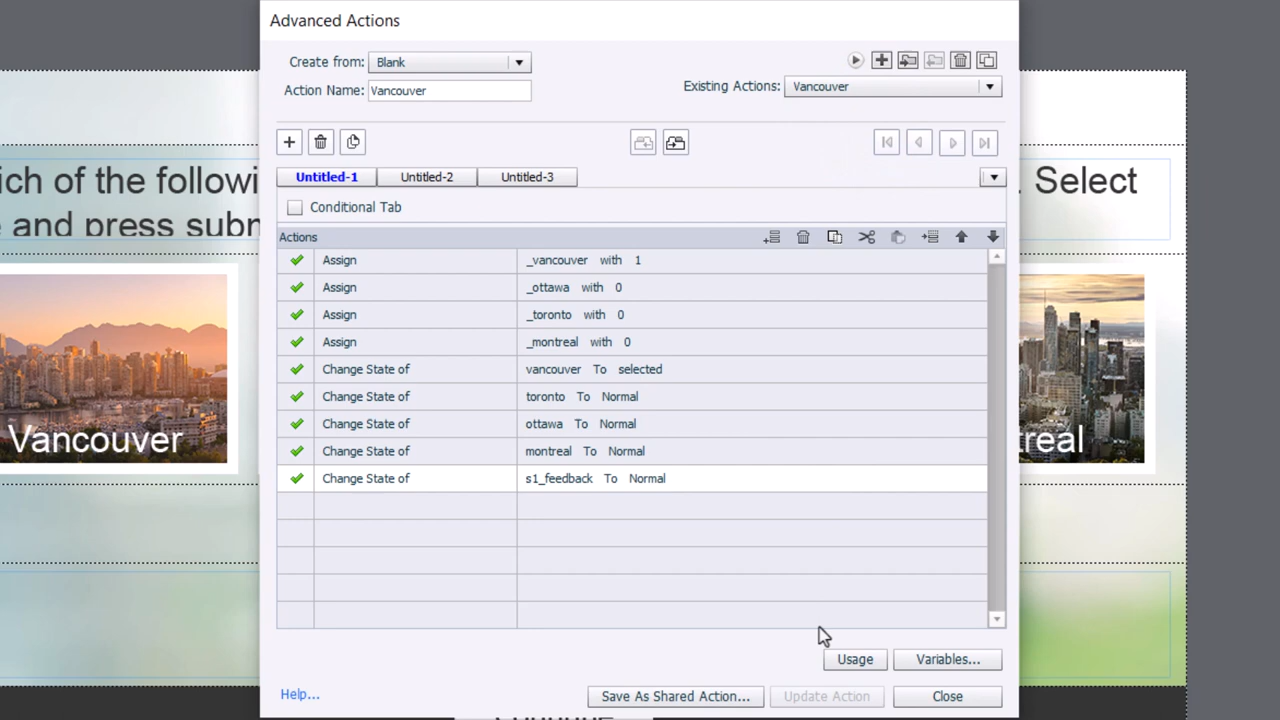 Advanced Actions
Create from: Blank
Action Name: Vancouver
Existing Actions: Vancouver
Untitled-1 Untitled-2 Untitled-3
Conditional Tab
Actions
Assign _vancouver with 1
Assign _ottawa with 0
Assign _toronto with 0
Assign _montreal with 0
Change State of vancouver To selected
Change State of toronto To Normal
Change State of ottawa To Normal
Change State of montreal To Normal
Change State of s1_feedback To Normal
Usage Variables...
Help... Save As Shared Action... Update Action Close
ich of the followi . Select
e and press subm
Vancouver treal
Continue